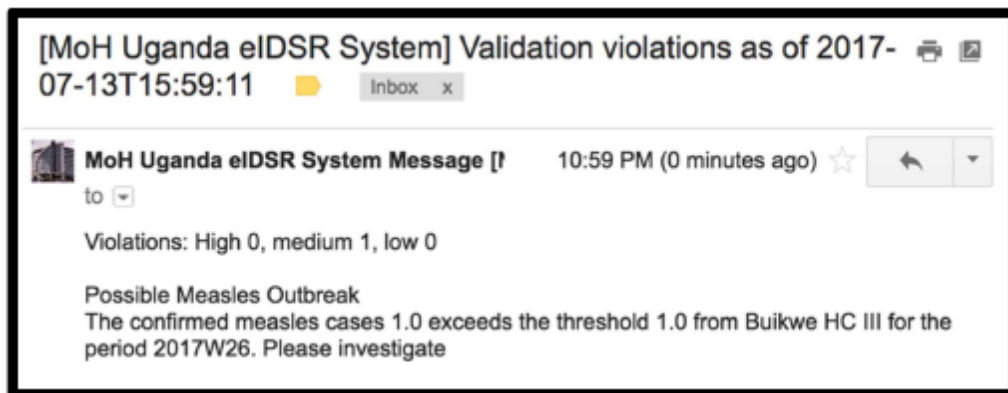 [MoH Uganda eIDSR System] Validation violations as of 2017-
07-13T15:59:11 Inbox x
MoH Uganda eIDSR System Message [M 10:59 PM (0 minutes ago)
to
Violations: High 0, medium 1, low 0
Possible Measles Outbreak
The confirmed measles cases 1.0 exceeds the threshold 1.0 from Buikwe HC III for the
period 2017W26. Please investigate